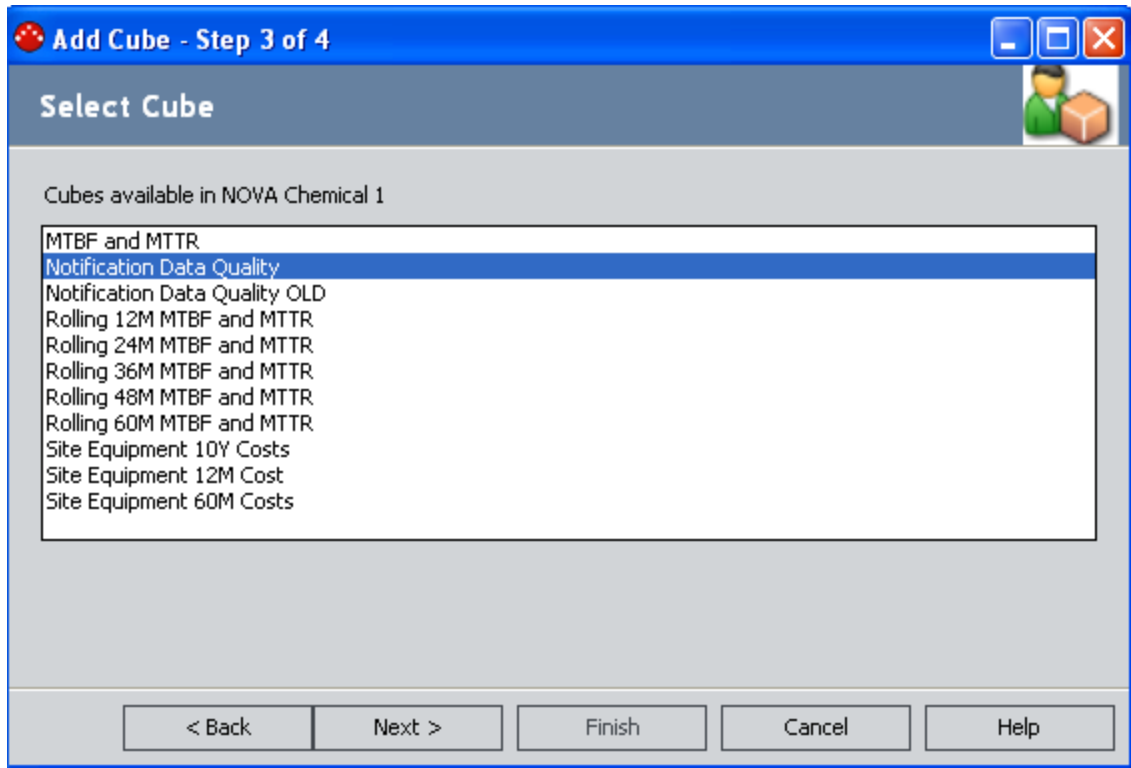 Add Cube - Step 3 of 4
Select Cube
Cubes available in NOVA Chemical 1
MTBF and MTTR
Notification Data Quality
Notification Data Quality OLD
Rolling 12M MTBF and MTTR
Rolling 24M MTBF and MTTR
Rolling 36M MTBF and MTTR
Rolling 48M MTBF and MTTR
Rolling 60M MTBF and MTTR
Site Equipment 10Y Costs
Site Equipment 12M Cost
Site Equipment 60M Costs
< Back Next > Finish Cancel Help